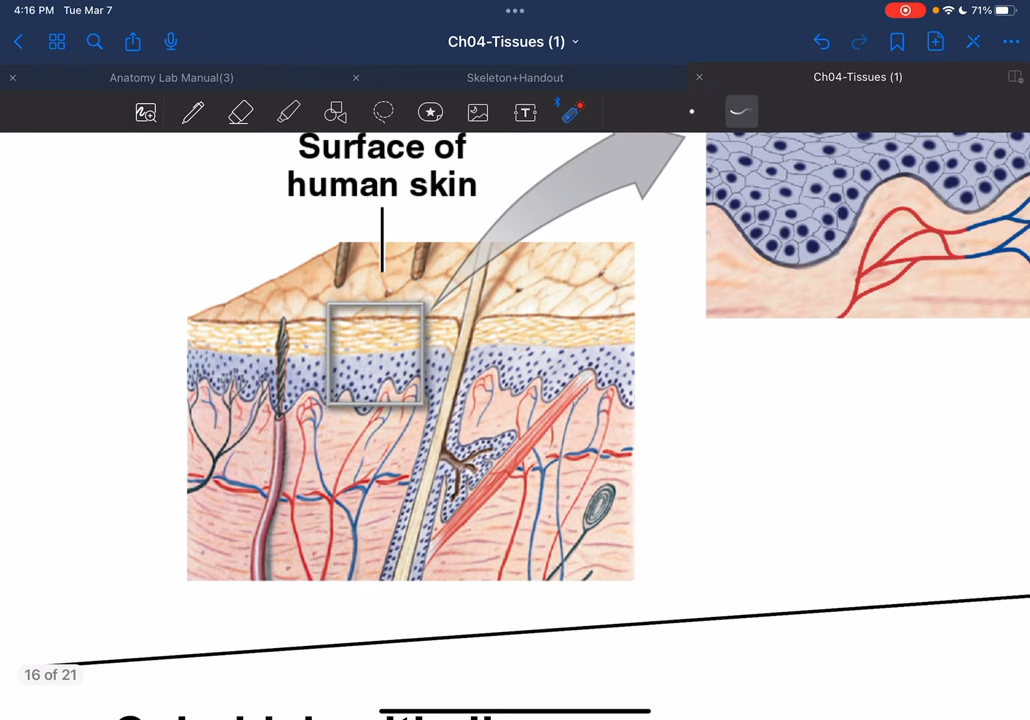 4:16 PM Tue Mar 7
71%
Ch04-Tissues (1)
Anatomy Lab Manual(3)
Skeleton+Handout
Ch04-Tissues (1)
T
Surface of
human skin
16 of 21